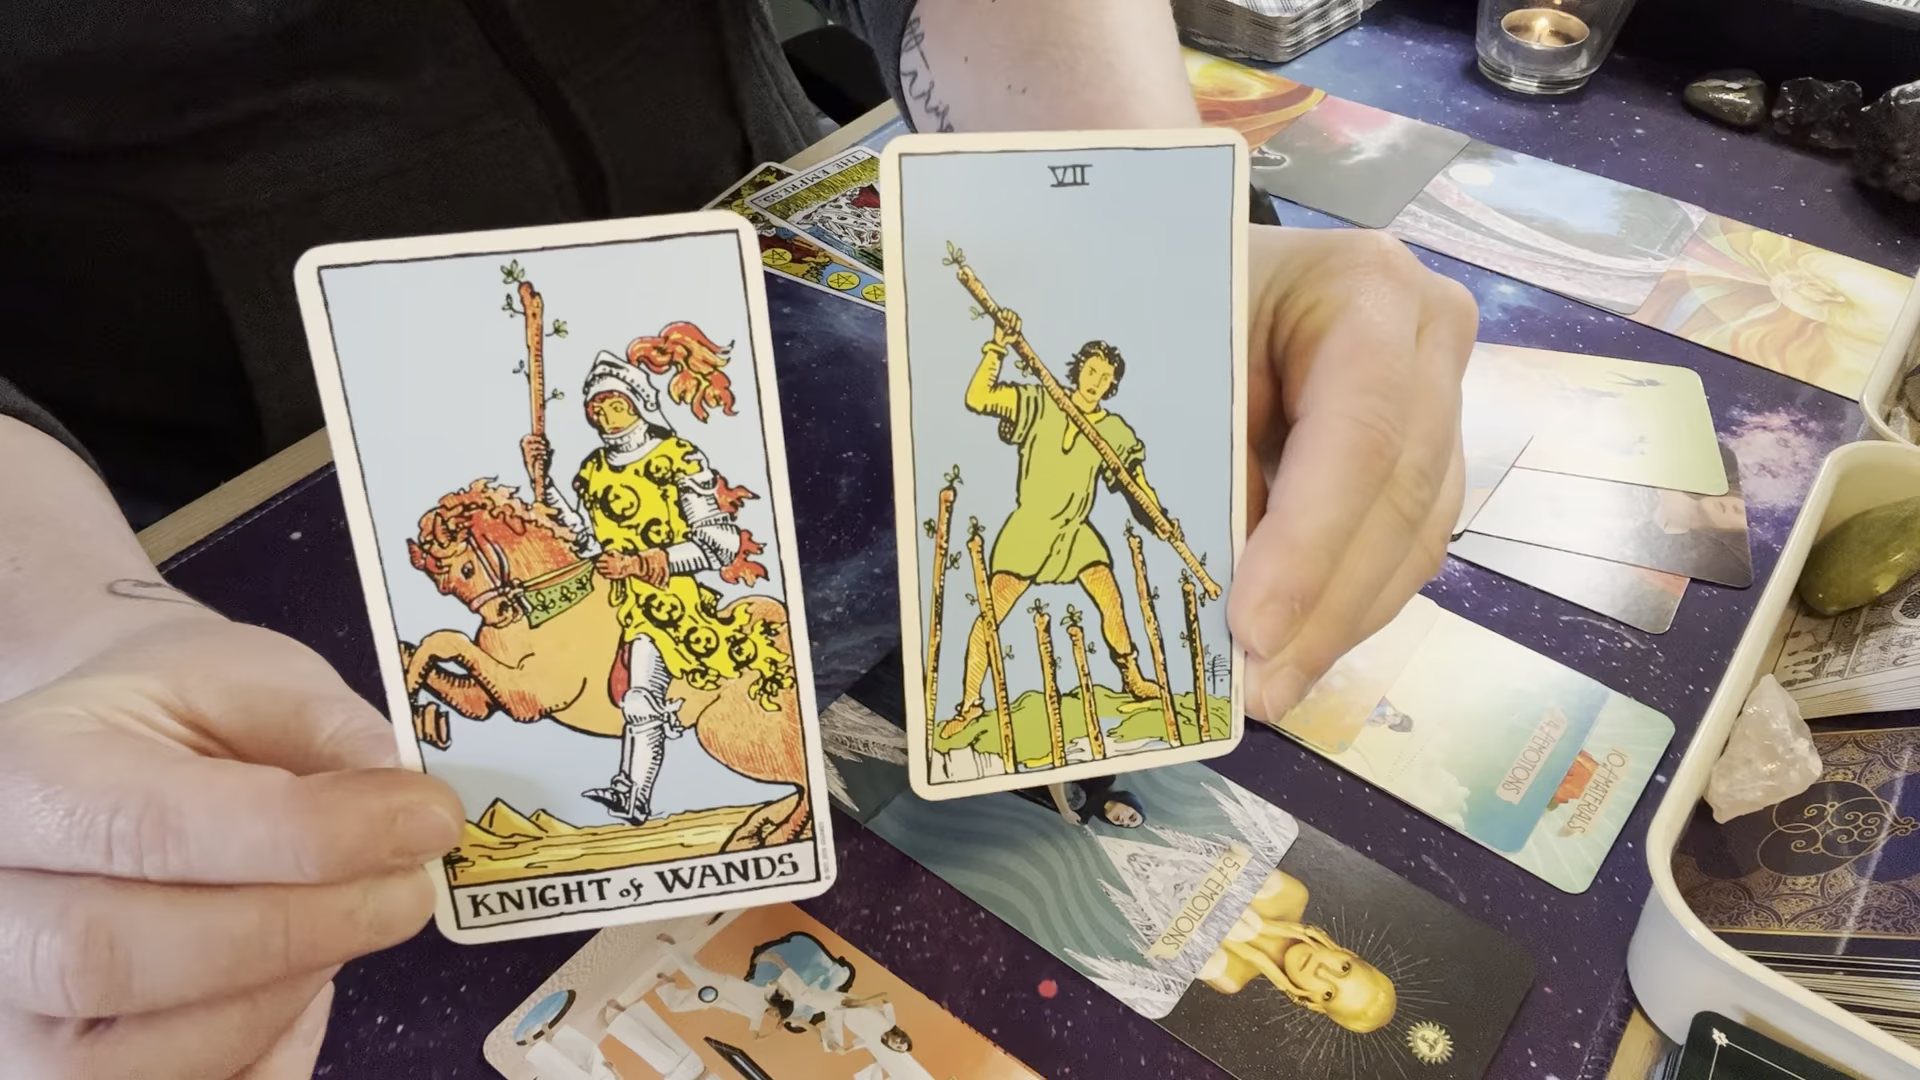 VII
THE EMPRESS.
KNIGHT of WANDS
4 of EMOTIONS
10 of MATERIALS
5 of EMOTIONS